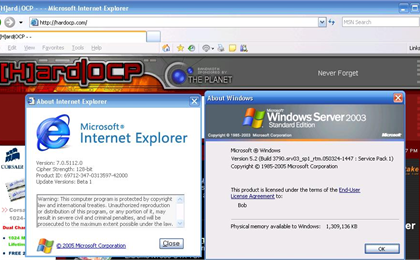 H]ard|OCP - - Microsoft Internet Explorer
http://hardocp.com/
MSN Search
Edit View Favorites Tools Help
[H]ard|OCP - -
[H]ardOCP
THE PLANET
Never Forget
About Internet Explorer
Microsoft®
Internet Explorer
Version: 7.0.5112.0
Cipher Strength: 128-bit
Product ID: 69712-347-0313597-42000
Update Versions: Beta 1
Warning: This computer program is protected by copyright
law and international treaties. Unauthorized reproduction
or distribution of this program, or any portion of it, may
result in severe civil and criminal penalties, and will be
prosecuted to the maximum extent possible under the law.
© 2005 Microsoft Corporation
Close
About Windows
Microsoft
Windows Server 2003
Standard Edition
Copyright © 1985-2003 Microsoft Corporation
Microsoft
Microsoft ® Windows
Version 5.2 (Build 3790.srv03_sp1_rtm.050324-1447 : Service Pack 1)
Copyright © 1985-2005 Microsoft Corporation
This product is licensed under the terms of the End-User
License Agreement to:
Bob
Physical memory available to Windows: 1,309,136 KB
OK
CORSAIR
1024-
Dual Chan